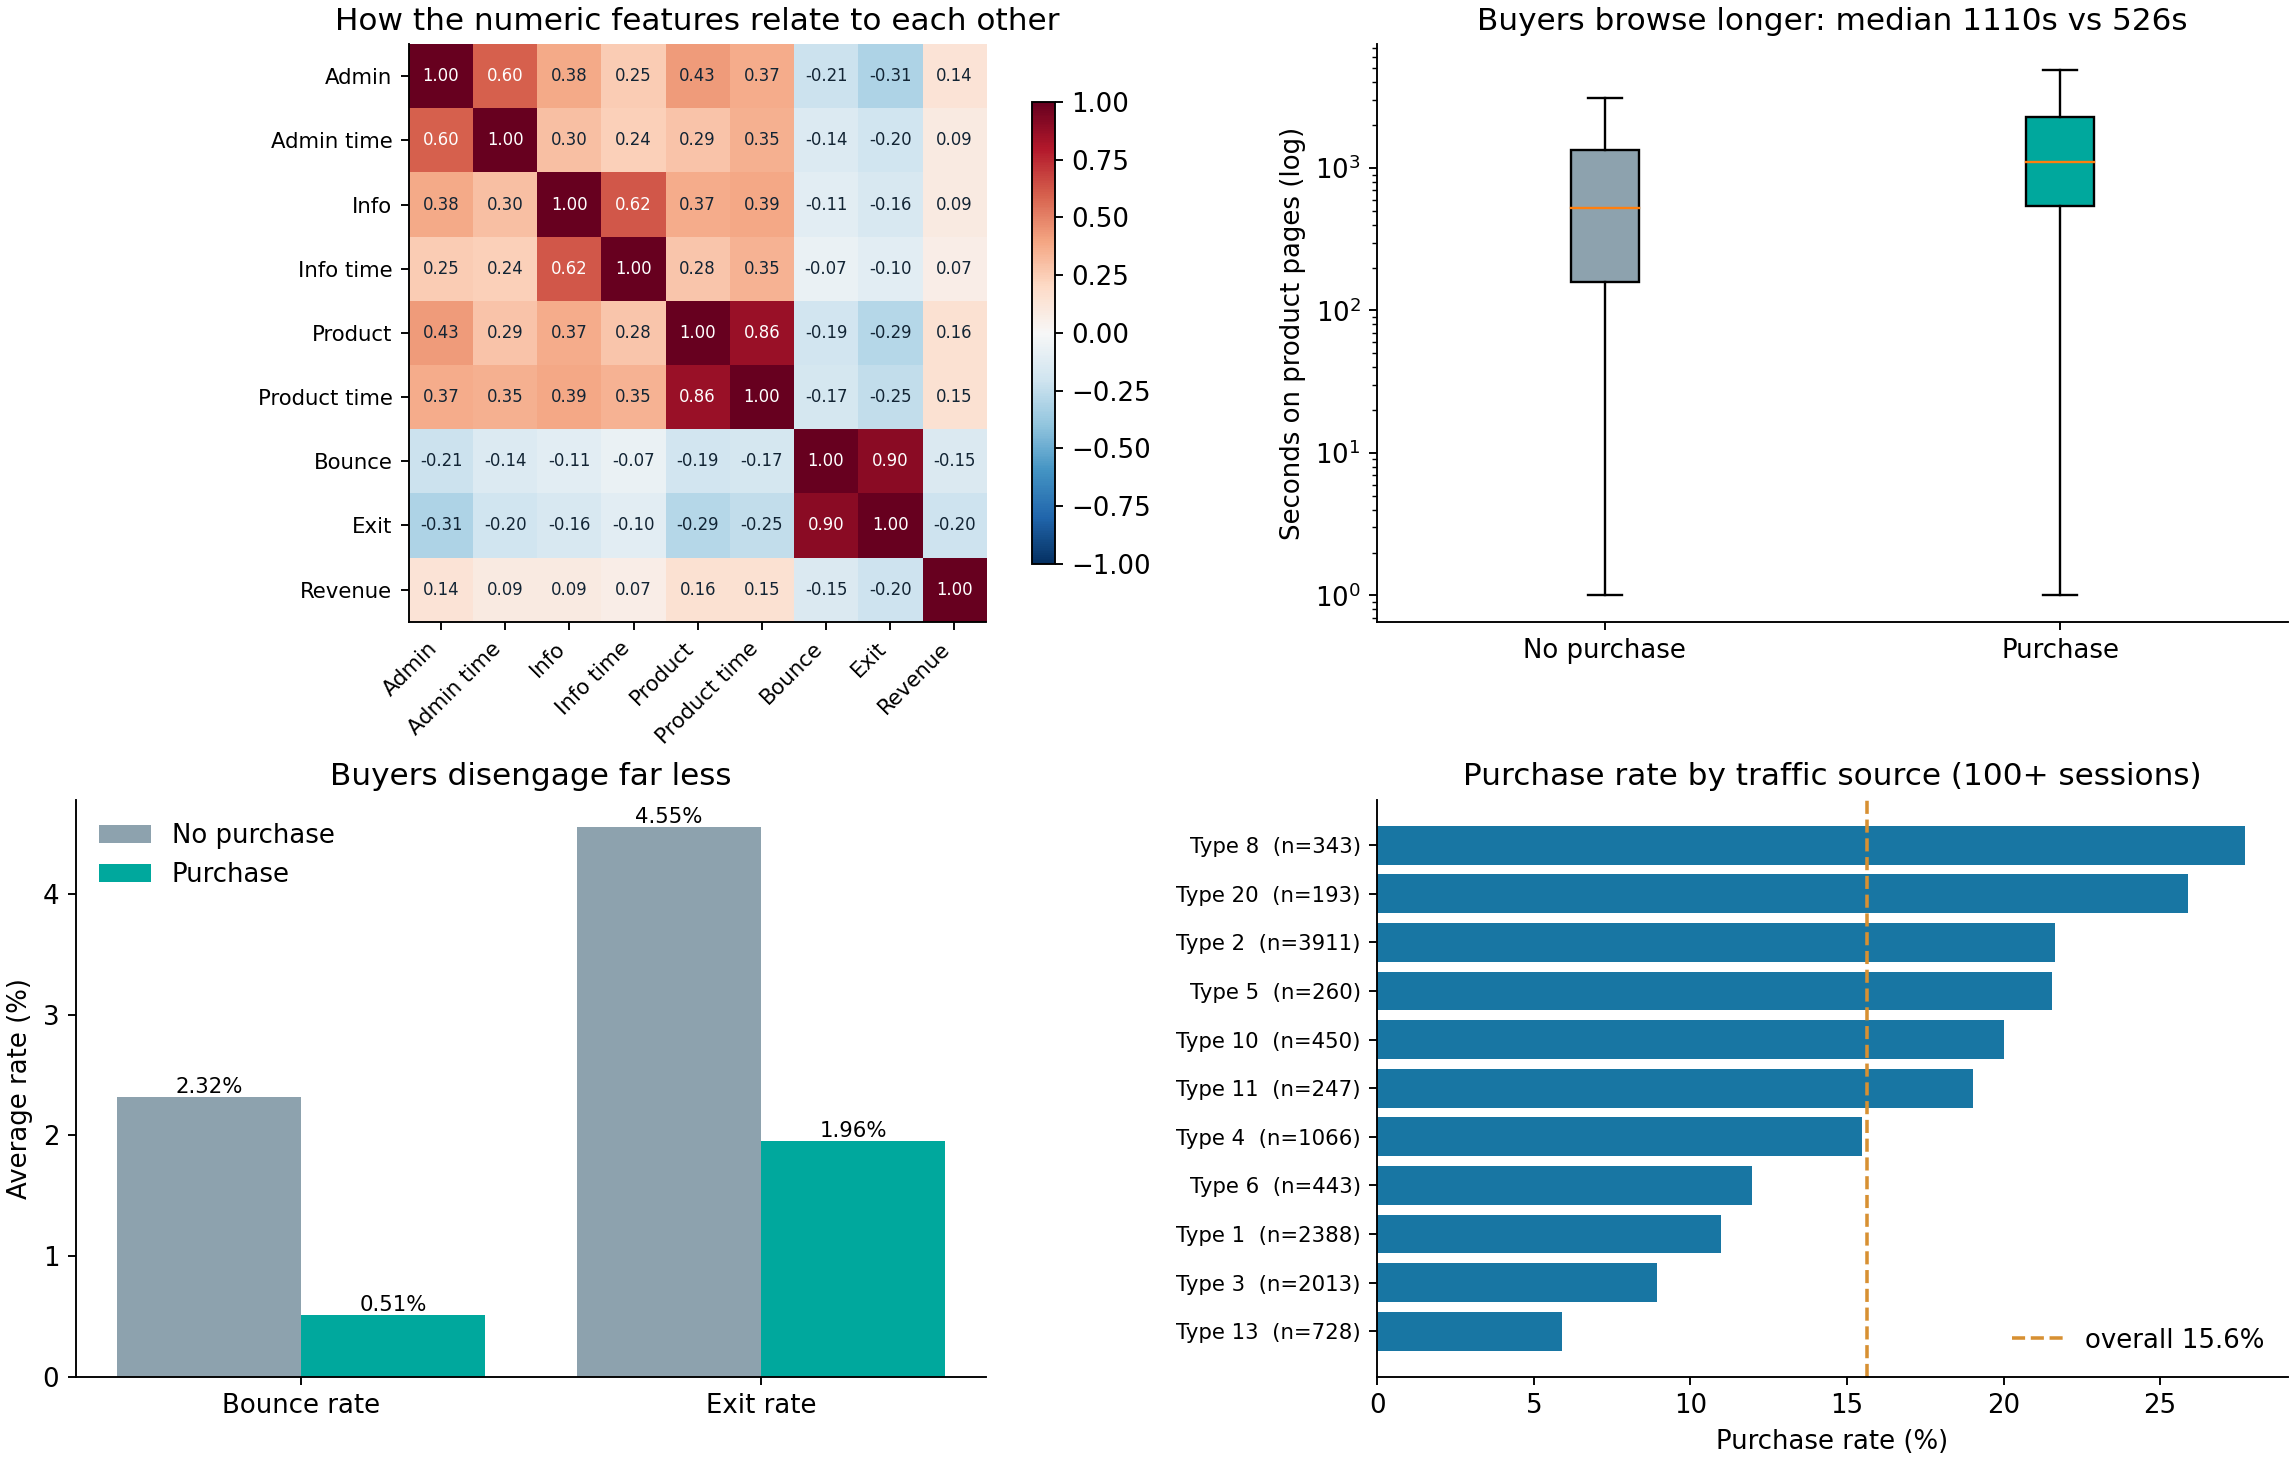 How the numeric features relate to each other
Admin 1.00 0.60 0.38 0.25 0.43 0.37 -0.21 -0.31 0.14
Admin time 0.60 1.00 0.30 0.24 0.29 0.35 -0.14 -0.20 0.09
Info 0.38 0.30 1.00 0.62 0.37 0.39 -0.11 -0.16 0.09
Info time 0.25 0.24 0.62 1.00 0.28 0.35 -0.07 -0.10 0.07
Product 0.43 0.29 0.37 0.28 1.00 0.86 -0.19 -0.29 0.16
Product time 0.37 0.35 0.39 0.35 0.86 1.00 -0.17 -0.25 0.15
Bounce -0.21 -0.14 -0.11 -0.07 -0.19 -0.17 1.00 0.90 -0.15
Exit -0.31 -0.20 -0.16 -0.10 -0.29 -0.25 0.90 1.00 -0.20
Revenue 0.14 0.09 0.09 0.07 0.16 0.15 -0.15 -0.20 1.00
Admin
Admin time
Info
Info time
Product
Product time
Bounce
Exit
Revenue
1.00
0.75
0.50
0.25
0.00
−0.25
−0.50
−0.75
−1.00
Buyers browse longer: median 1110s vs 526s
Seconds on product pages (log)
10³
10²
10¹
10⁰
No purchase
Purchase
Buyers disengage far less
No purchase
Purchase
Average rate (%)
4
3
2
1
0
2.32%
0.51%
4.55%
1.96%
Bounce rate
Exit rate
Purchase rate by traffic source (100+ sessions)
Type 8 (n=343)
Type 20 (n=193)
Type 2 (n=3911)
Type 5 (n=260)
Type 10 (n=450)
Type 11 (n=247)
Type 4 (n=1066)
Type 6 (n=443)
Type 1 (n=2388)
Type 3 (n=2013)
Type 13 (n=728)
overall 15.6%
0 5 10 15 20 25
Purchase rate (%)